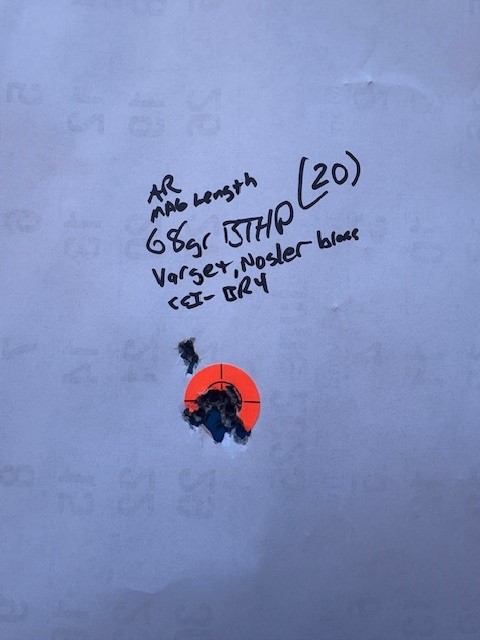 AR
MAG Length
68gr BTHP (20)
Varget, Nosler brass
CCI-BR4